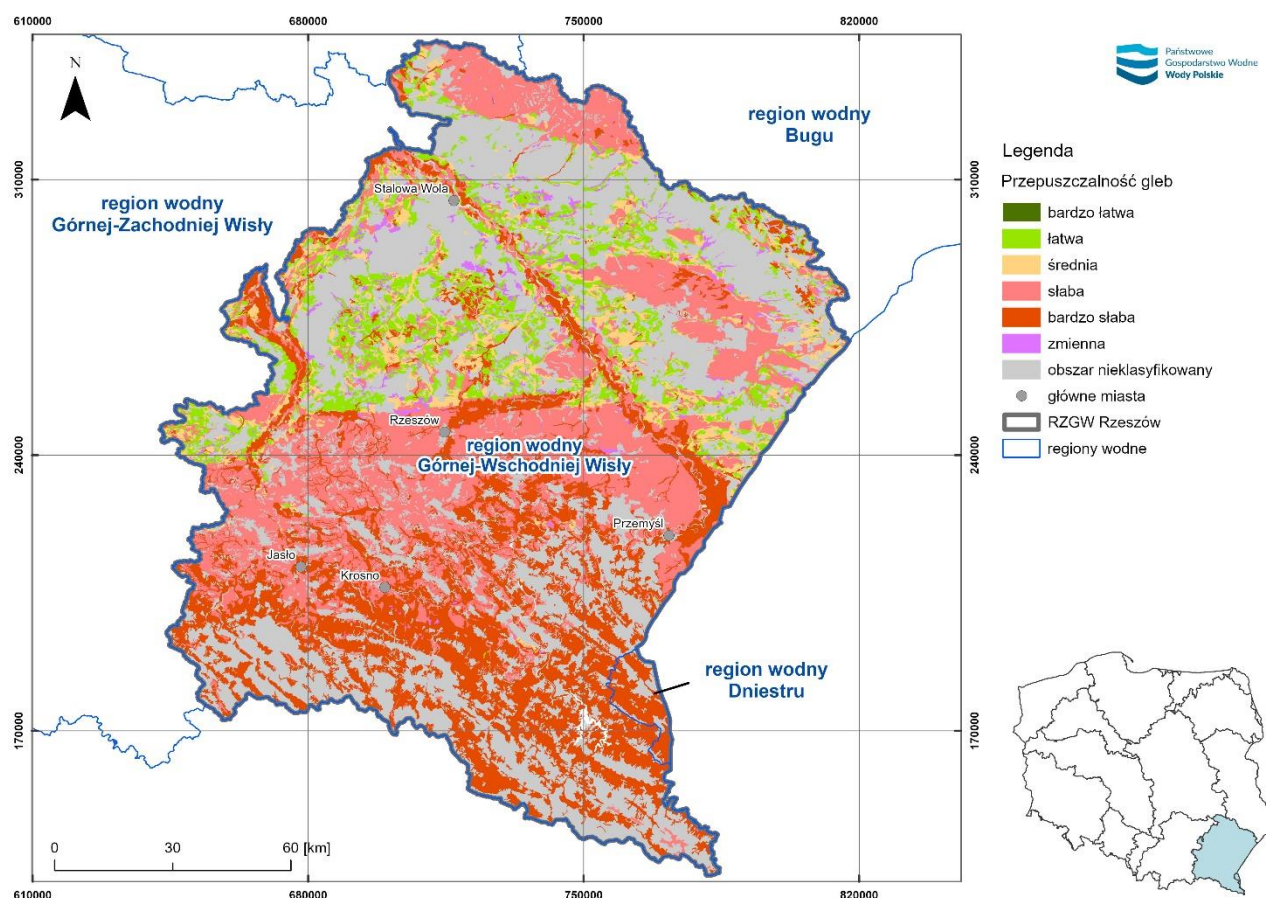 610000
680000
750000
820000
N
310000
240000
170000
310000
240000
170000
region wodny
Bugu
region wodny
Górnej-Zachodniej Wisły
Stalowa Wola
Rzeszów
region wodny
Górnej-Wschodniej Wisły
Przemyśl
Jasło
Krosno
region wodny
Dniestru
0
30
60 [km]
610000
680000
750000
820000
Państwowe
Gospodarstwo Wodne
Wody Polskie
Legenda
Przepuszczalność gleb
bardzo łatwa
łatwa
średnia
słaba
bardzo słaba
zmienna
obszar nieklasyfikowany
główne miasta
RZGW Rzeszów
regiony wodne